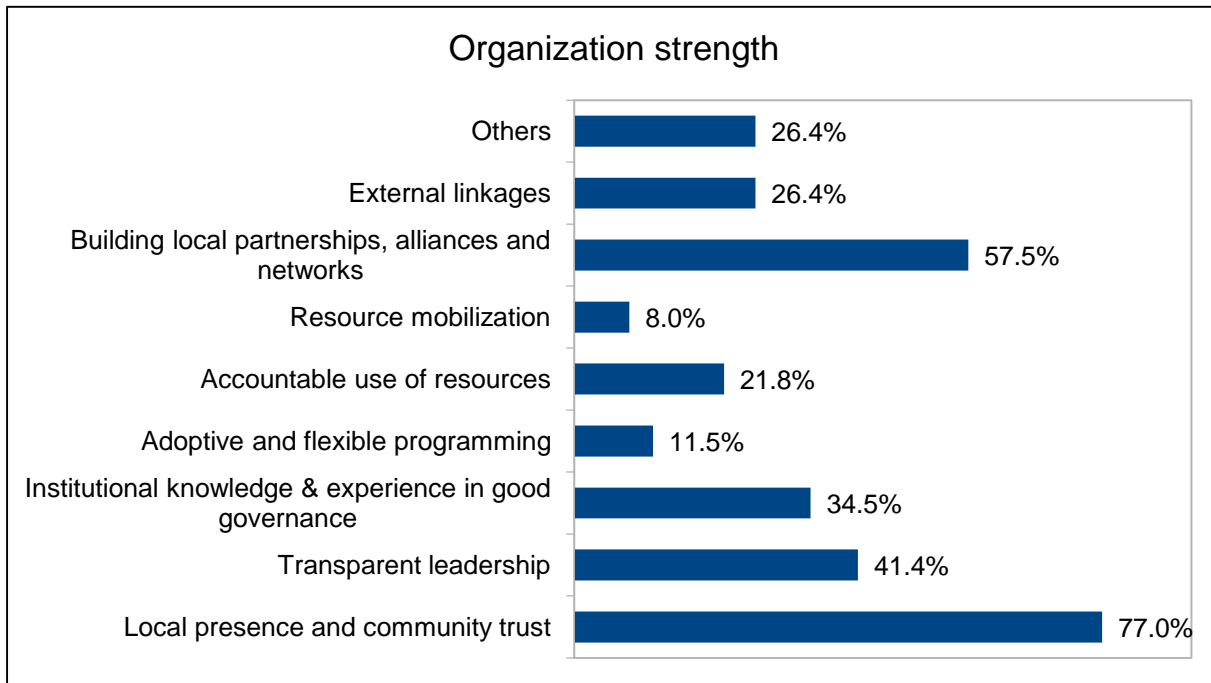 Organization strength
Others
26.4%
External linkages
26.4%
Building local partnerships, alliances and
networks
57.5%
Resource mobilization
8.0%
Accountable use of resources
21.8%
Adoptive and flexible programming
11.5%
Institutional knowledge & experience in good
governance
34.5%
Transparent leadership
41.4%
Local presence and community trust
77.0%